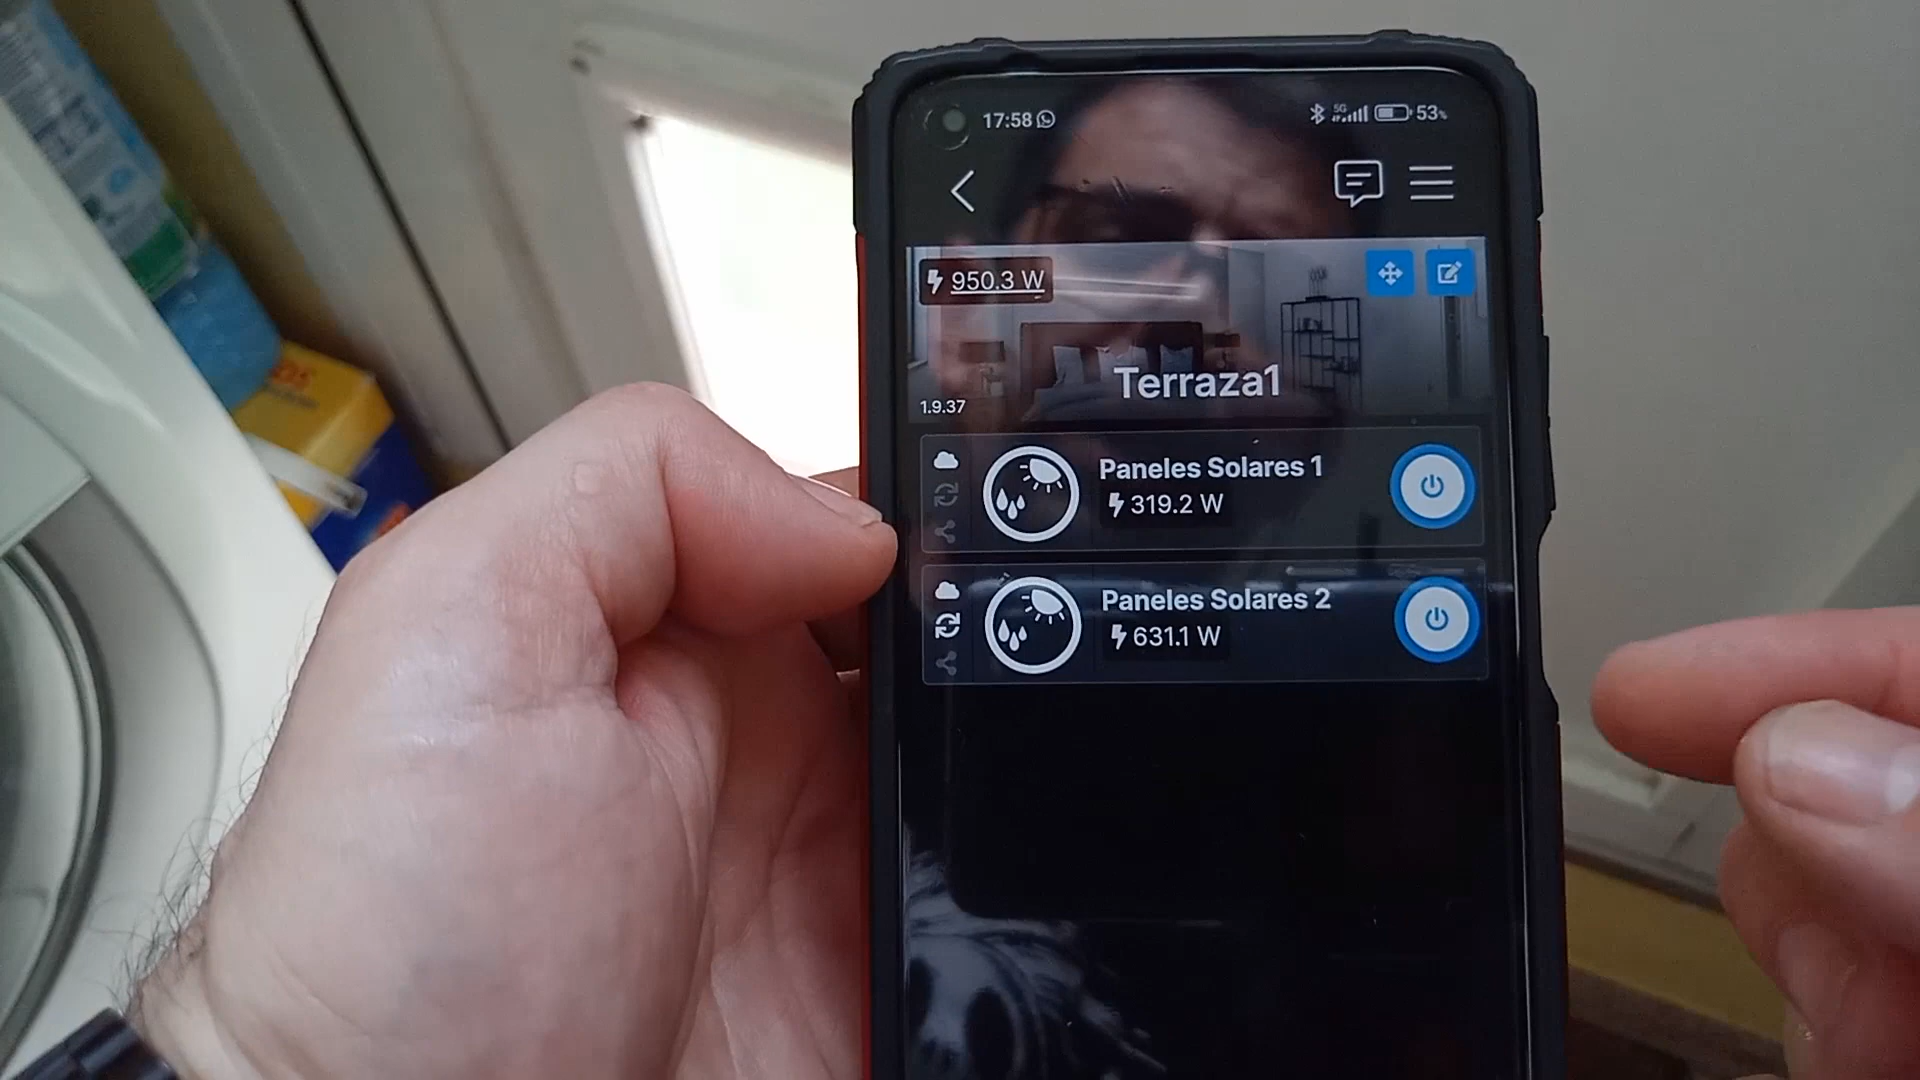 17:58
5G
53%
950.3 W
Terraza1
1.9.37
Paneles Solares 1
319.2 W
Paneles Solares 2
631.1 W